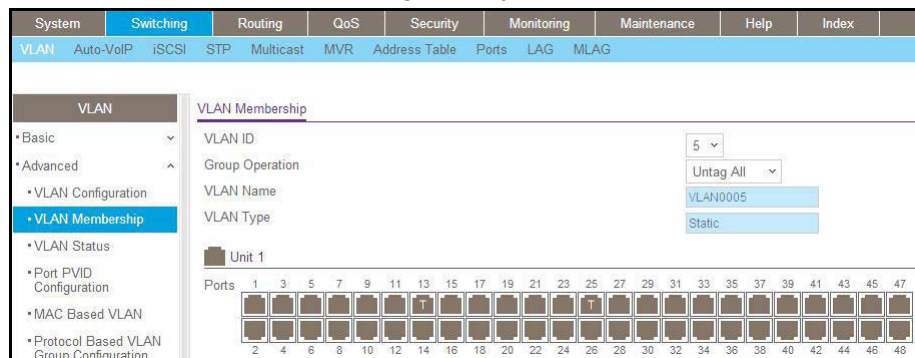 System Switching Routing QoS Security Monitoring Maintenance Help Index
VLAN Auto-VoIP iSCSI STP Multicast MVR Address Table Ports LAG MLAG
VLAN
Basic
Advanced
VLAN Configuration
VLAN Membership
VLAN Status
Port PVID
Configuration
MAC Based VLAN
Protocol Based VLAN
Group Configuration
VLAN Membership
VLAN ID 5
Group Operation Untag All
VLAN Name VLAN0005
VLAN Type Static
Unit 1
Ports 1 3 5 7 9 11 13 15 17 19 21 23 25 27 29 31 33 35 37 39 41 43 45 47
T T
2 4 6 8 10 12 14 16 18 20 22 24 26 28 30 32 34 36 38 40 42 44 46 48